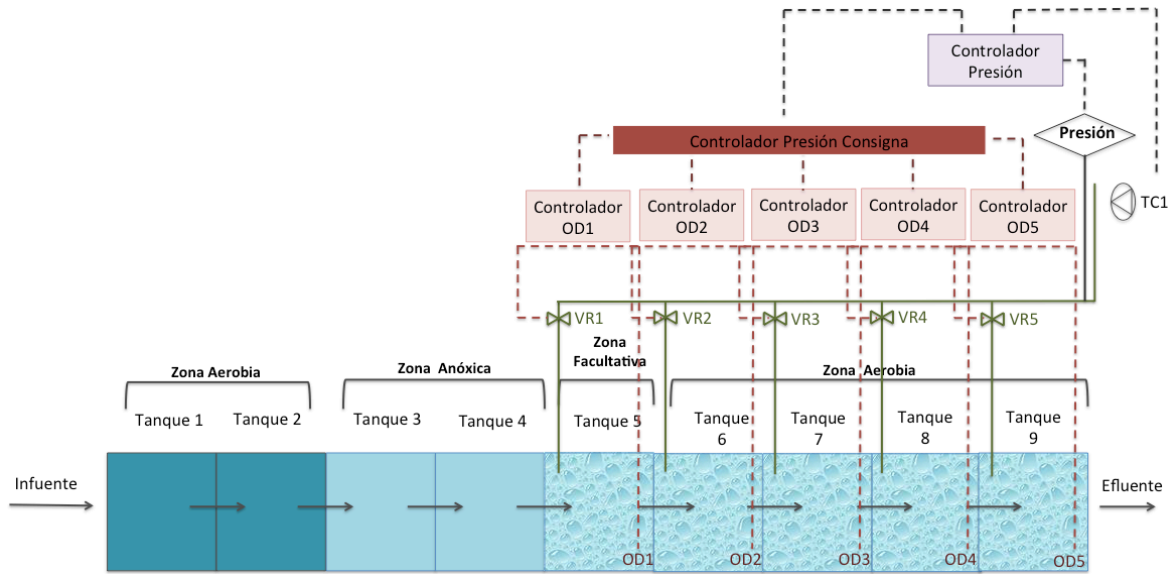 Controlador
Presión
Presión
Controlador Presión Consigna
TC1
Controlador
OD1
Controlador
OD2
Controlador
OD3
Controlador
OD4
Controlador
OD5
VR1
VR2
VR3
VR4
VR5
Zona Aerobia
Zona Anóxica
Zona
Facultativa
Zona Aerobia
Tanque 1
Tanque 2
Tanque 3
Tanque 4
Tanque 5
Tanque
6
Tanque
7
Tanque
8
Tanque
9
Infuente
Efluente
OD1
OD2
OD3
OD4
OD5